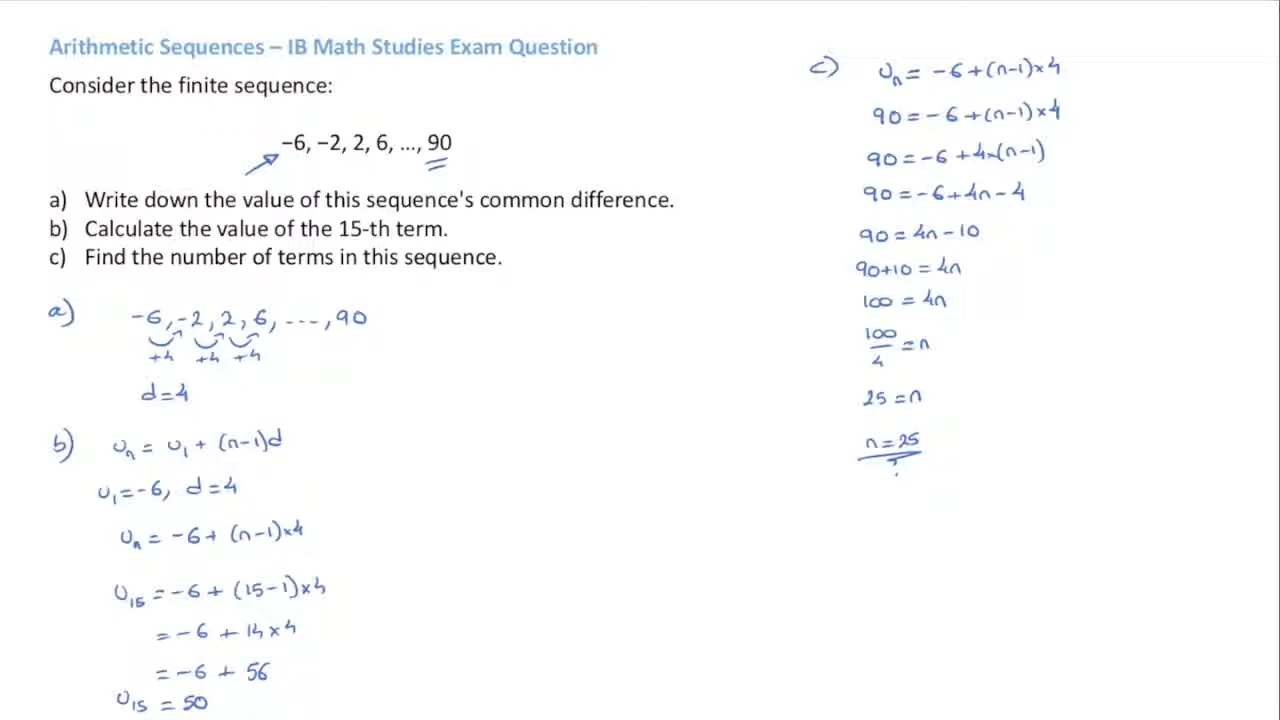 Arithmetic Sequences – IB Math Studies Exam Question
Consider the finite sequence:
−6, −2, 2, 6, ..., 90
a) Write down the value of this sequence's common difference.
b) Calculate the value of the 15-th term.
c) Find the number of terms in this sequence.
a) -6, -2, 2, 6, ...., 90
+4 +4 +4
d=4
b) Un = U1 + (n-1)d
U1=-6, d=4
Un = -6+ (n-1)×4
U15 = -6 + (15-1)×4
= -6 + 14×4
= -6 + 56
U15 = 50
c) Un = -6+(n-1)×4
90=-6+(n-1)×4
90=-6+4×(n-1)
90=-6+4n-4
90=4n-10
90+10=4n
100=4n
100/4=n
25=n
n=25